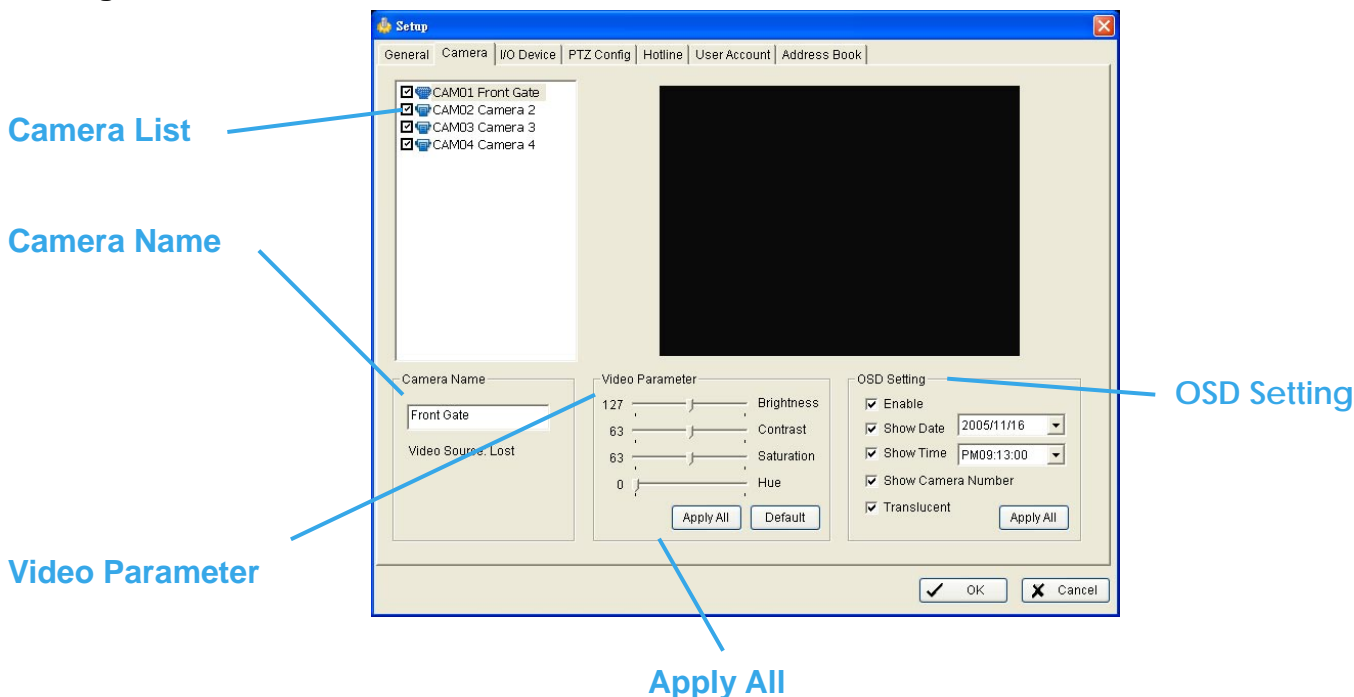 Setup
General Camera I/O Device PTZ Config Hotline User Account Address Book
CAM01 Front Gate
CAM02 Camera 2
CAM03 Camera 3
CAM04 Camera 4
Camera List
Camera Name
Video Parameter
Camera Name
Front Gate
Video Source: Lost
Video Parameter
127 Brightness
63 Contrast
63 Saturation
0 Hue
Apply All Default
OSD Setting
Enable
Show Date 2005/11/16
Show Time PM09:13:00
Show Camera Number
Translucent
Apply All
OSD Setting
OK Cancel
Apply All